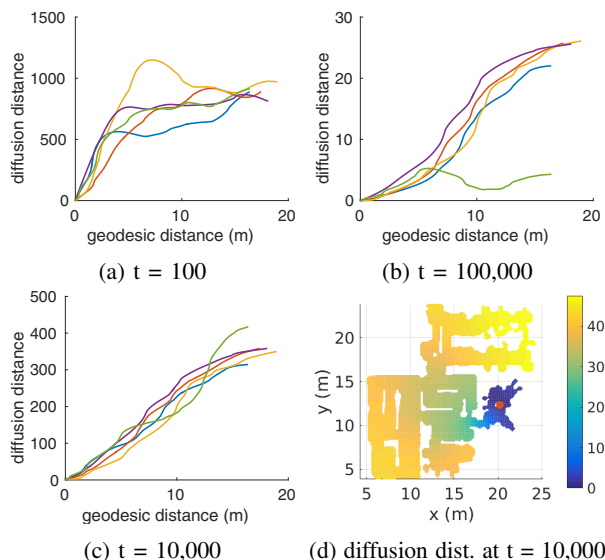 1500
1000
500
0
0 10 20
diffusion distance
geodesic distance (m)
(a) t = 100
30
20
10
0
0 10 20
diffusion distance
geodesic distance (m)
(b) t = 100,000
500
400
300
200
100
0
0 10 20
diffusion distance
geodesic distance (m)
(c) t = 10,000
20
15
10
5
5 10 15 20 25
y (m)
x (m)
40
30
20
10
0
(d) diffusion dist. at t = 10,000